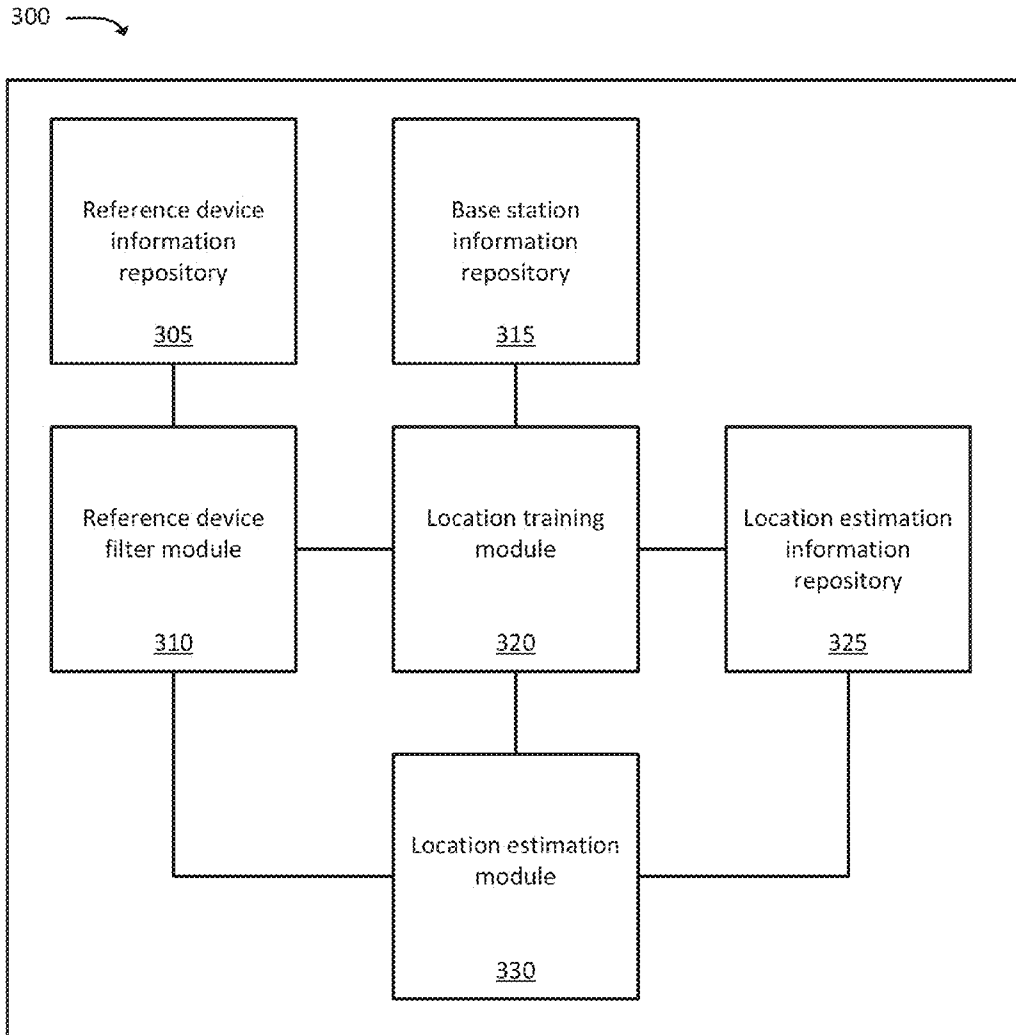 300
Reference device
information
repository
305
Base station
information
repository
315
Reference device
filter module
310
Location training
module
320
Location estimation
information
repository
325
Location estimation
module
330